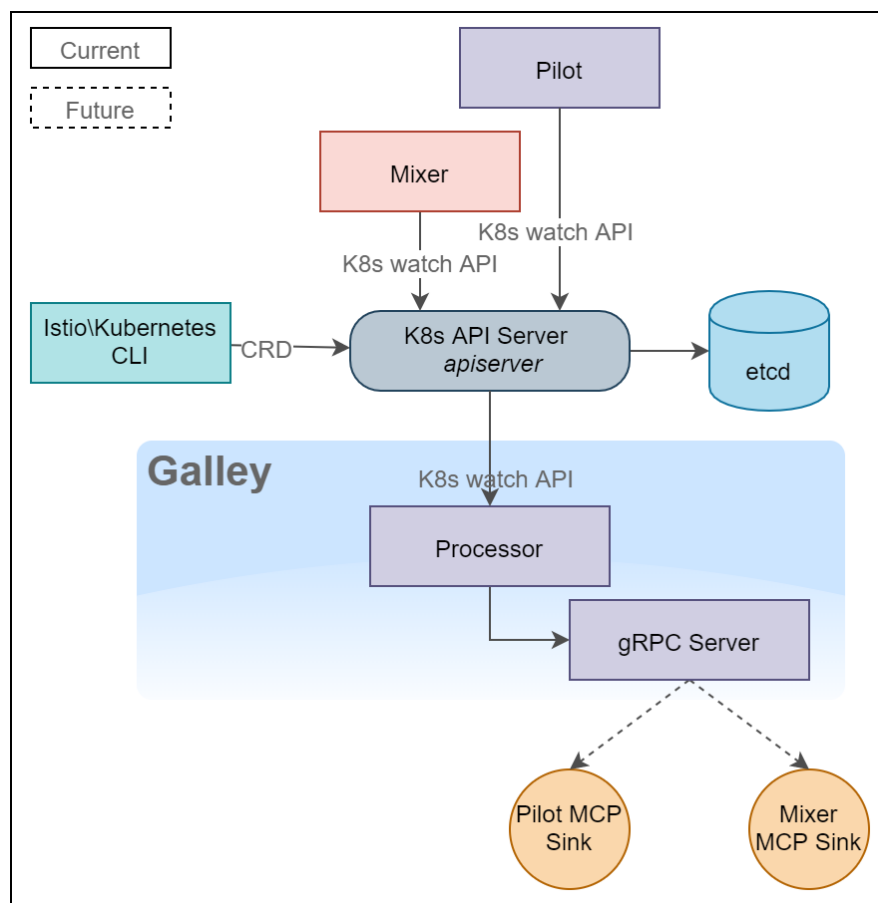 Current
Future
Pilot
Mixer
K8s watch API
K8s watch API
Istio\Kubernetes
CLI
CRD
K8s API Server
apiserver
etcd
Galley
K8s watch API
Processor
gRPC Server
Pilot MCP
Sink
Mixer
MCP Sink